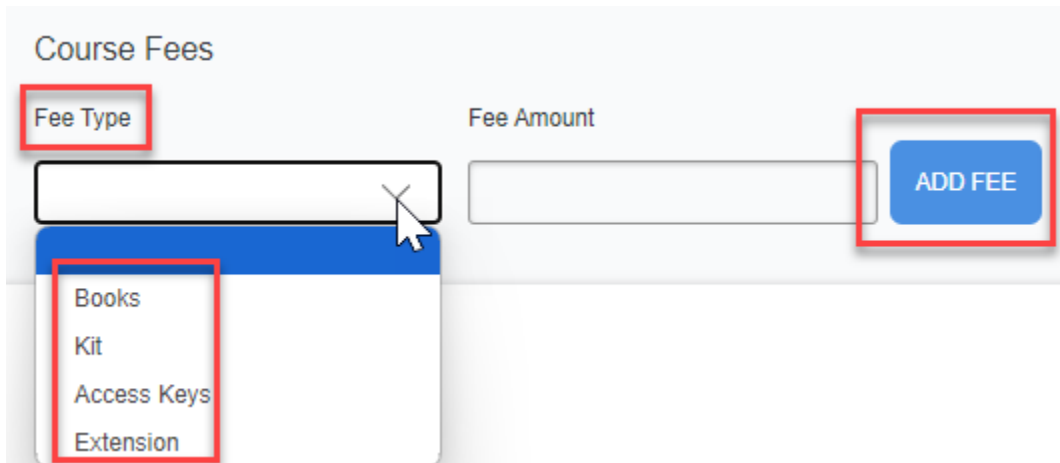 Course Fees
Fee Type
Fee Amount
ADD FEE
Books
Kit
Access Keys
Extension